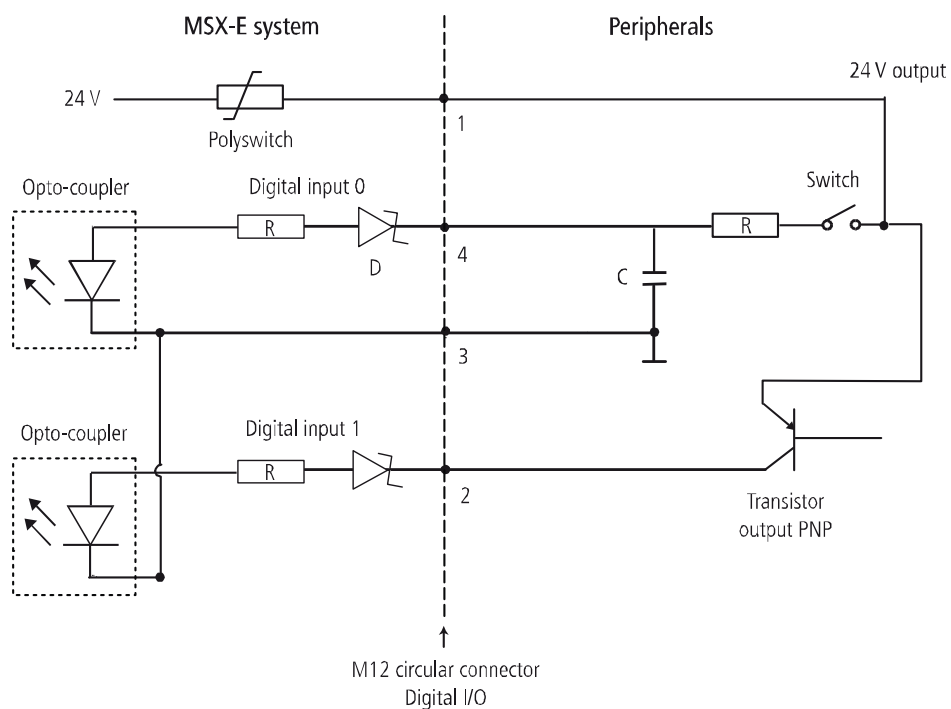 MSX-E system
Peripherals
24 V output
24 V
Polyswitch
1
Opto-coupler
Digital input 0
Switch
R
D
4
R
C
3
Opto-coupler
Digital input 1
R
2
Transistor
output PNP
M12 circular connector
Digital I/O